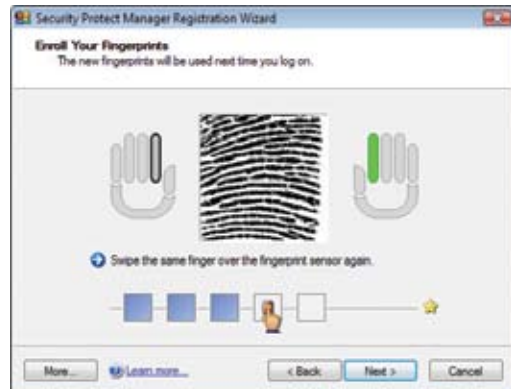 Security Protect Manager Registration Wizard
Enroll Your Fingerprints
The new fingerprints will be used next time you log on.
Swipe the same finger over the fingerprint sensor again.
More... Learn more... < Back Next > Cancel